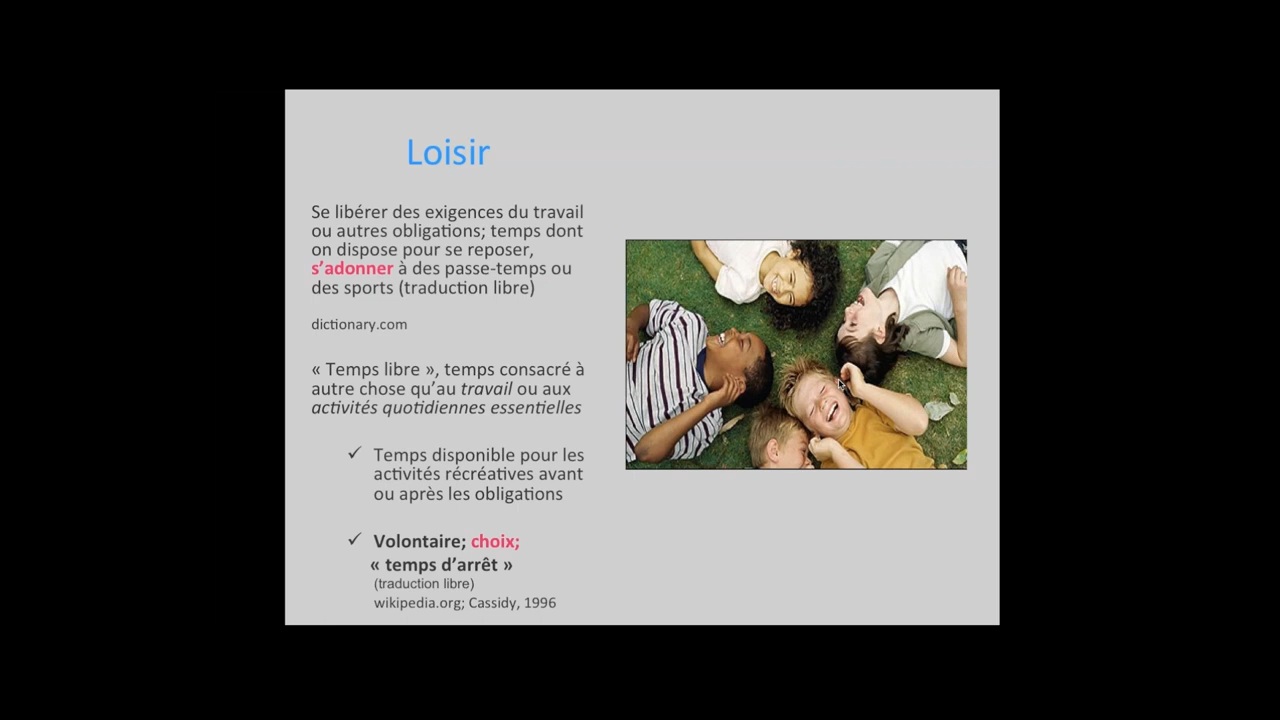 Loisir
Se libérer des exigences du travail
ou autres obligations; temps dont
on dispose pour se reposer,
s’adonner à des passe-temps ou
des sports (traduction libre)
dictionary.com
« Temps libre », temps consacré à
autre chose qu’au travail ou aux
activités quotidiennes essentielles
✓ Temps disponible pour les
activités récréatives avant
ou après les obligations
✓ Volontaire; choix;
« temps d’arrêt »
(traduction libre)
wikipedia.org; Cassidy, 1996